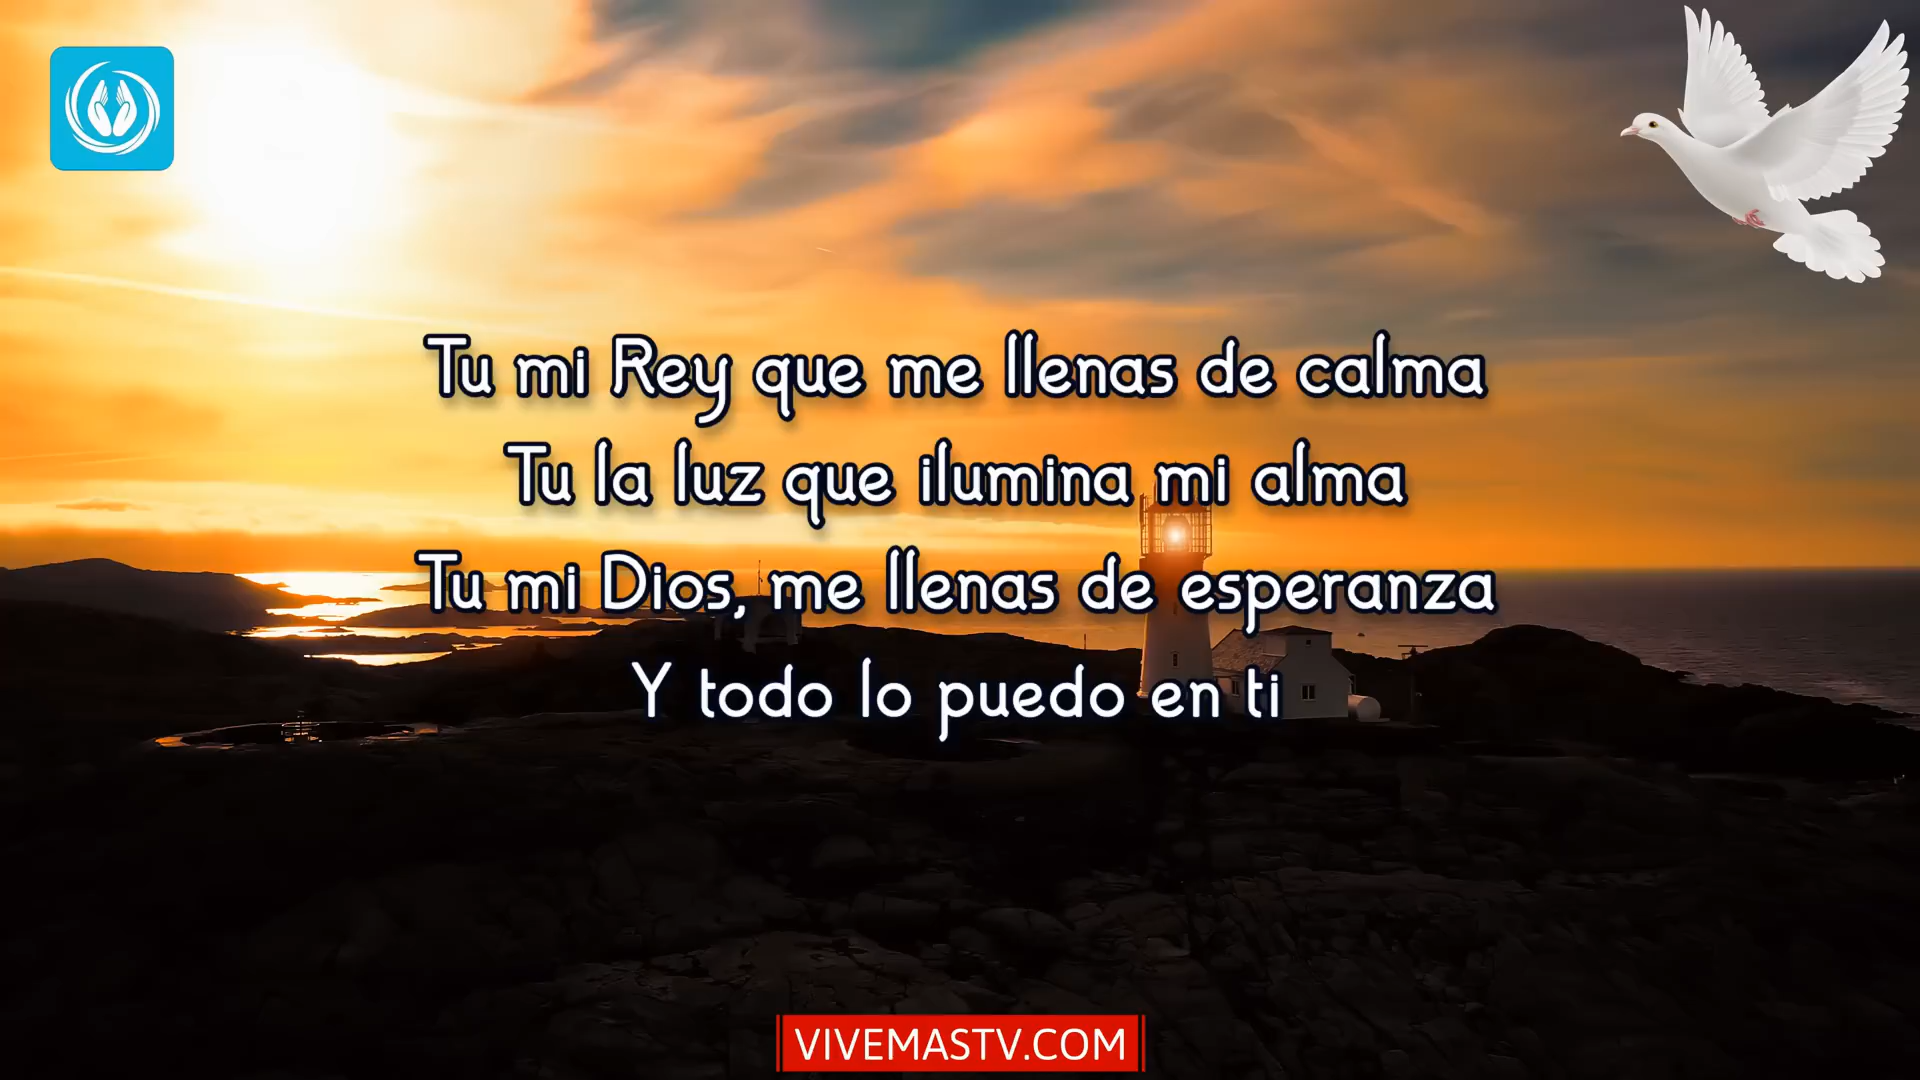 Tu mi Rey que me llenas de calma
Tu la luz que ilumina mi alma
Tu mi Dios, me llenas de esperanza
Y todo lo puedo en ti
VIVEMASTV.COM